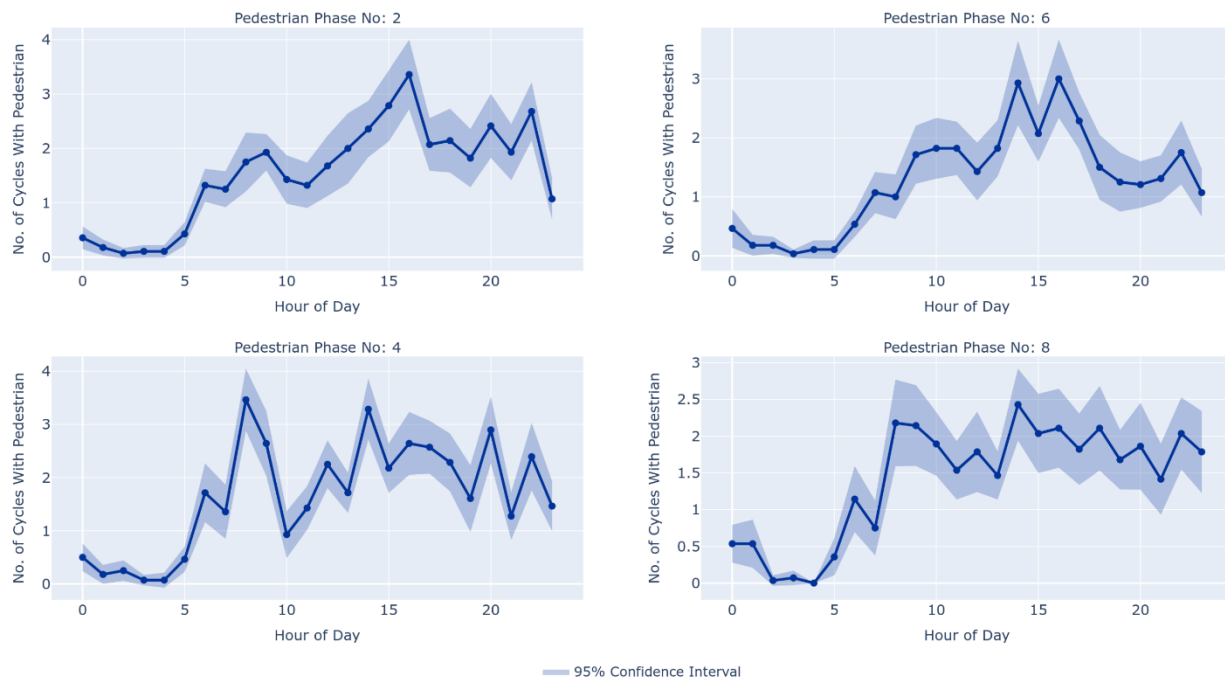 Pedestrian Phase No: 2
No. of Cycles With Pedestrian
4
3
2
1
0
0 5 10 15 20
Hour of Day
Pedestrian Phase No: 6
No. of Cycles With Pedestrian
3
2
1
0
0 5 10 15 20
Hour of Day
Pedestrian Phase No: 4
No. of Cycles With Pedestrian
4
3
2
1
0
0 5 10 15 20
Hour of Day
Pedestrian Phase No: 8
No. of Cycles With Pedestrian
3
2.5
2
1.5
1
0.5
0
0 5 10 15 20
Hour of Day
95% Confidence Interval